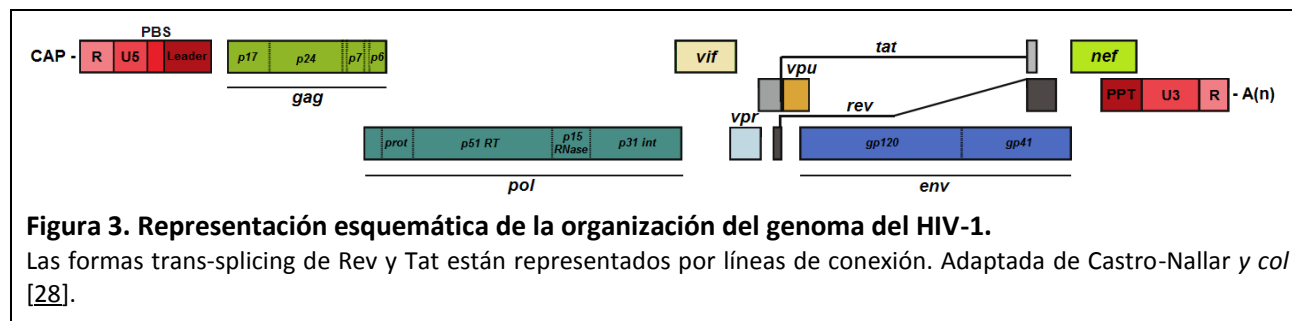 PBS
CAP - R U5 Leader
p17 p24 p7 p6
gag
vif
tat
nef
vpu
rev
PPT U3 R - A(n)
vpr
prot p51 RT p15 RNase p31 int
gp120 gp41
pol
env
Figura 3. Representación esquemática de la organización del genoma del HIV-1.
Las formas trans-splicing de Rev y Tat están representados por líneas de conexión. Adaptada de Castro-Nallar y col
[28].